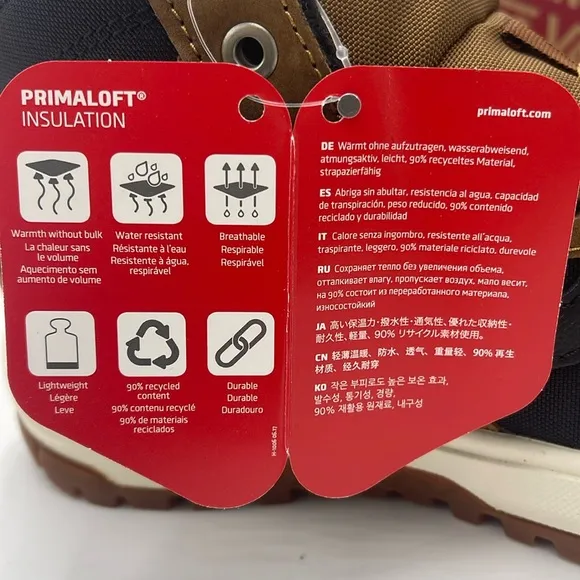 PRIMALOFT®
INSULATION
Warmth without bulk
La chaleur sans
le volume
Aquecimento sem
aumento de volume
Water resistant
Résistante à l'eau
Resistente à água,
respirável
Breathable
Respirable
Respirável
Lightweight
Légère
Leve
90% recycled
content
90% contenu recyclé
90% de materiais
reciclados
Durable
Durable
Duradouro
primaloft.com
DE Wärmt ohne aufzutragen, wasserabweisend,
atmungsaktiv, leicht, 90% recyceltes Material,
strapazierfähig
ES Abriga sin abultar, resistencia al agua, capacidad
de transpiración, peso reducido, 90% contenido
reciclado y durabilidad
IT Calore senza ingombro, resistente all'acqua,
traspirante, leggero, 90% materiale riciclato, durevole
RU Сохраняет тепло без увеличения объема,
отталкивает влагу, пропускает воздух, мало весит,
на 90% состоит из переработанного материала,
износостойкий
JA 高い保温力・撥水性・通気性、優れた収納性・
耐久性、軽量、90% リサイクル素材使用。
CN 轻薄温暖、防水、透气、重量轻、90% 再生
材质、经久耐穿
KO 작은 부피로도 높은 보온 효과,
발수성, 통기성, 경량,
90% 재활용 원재료, 내구성